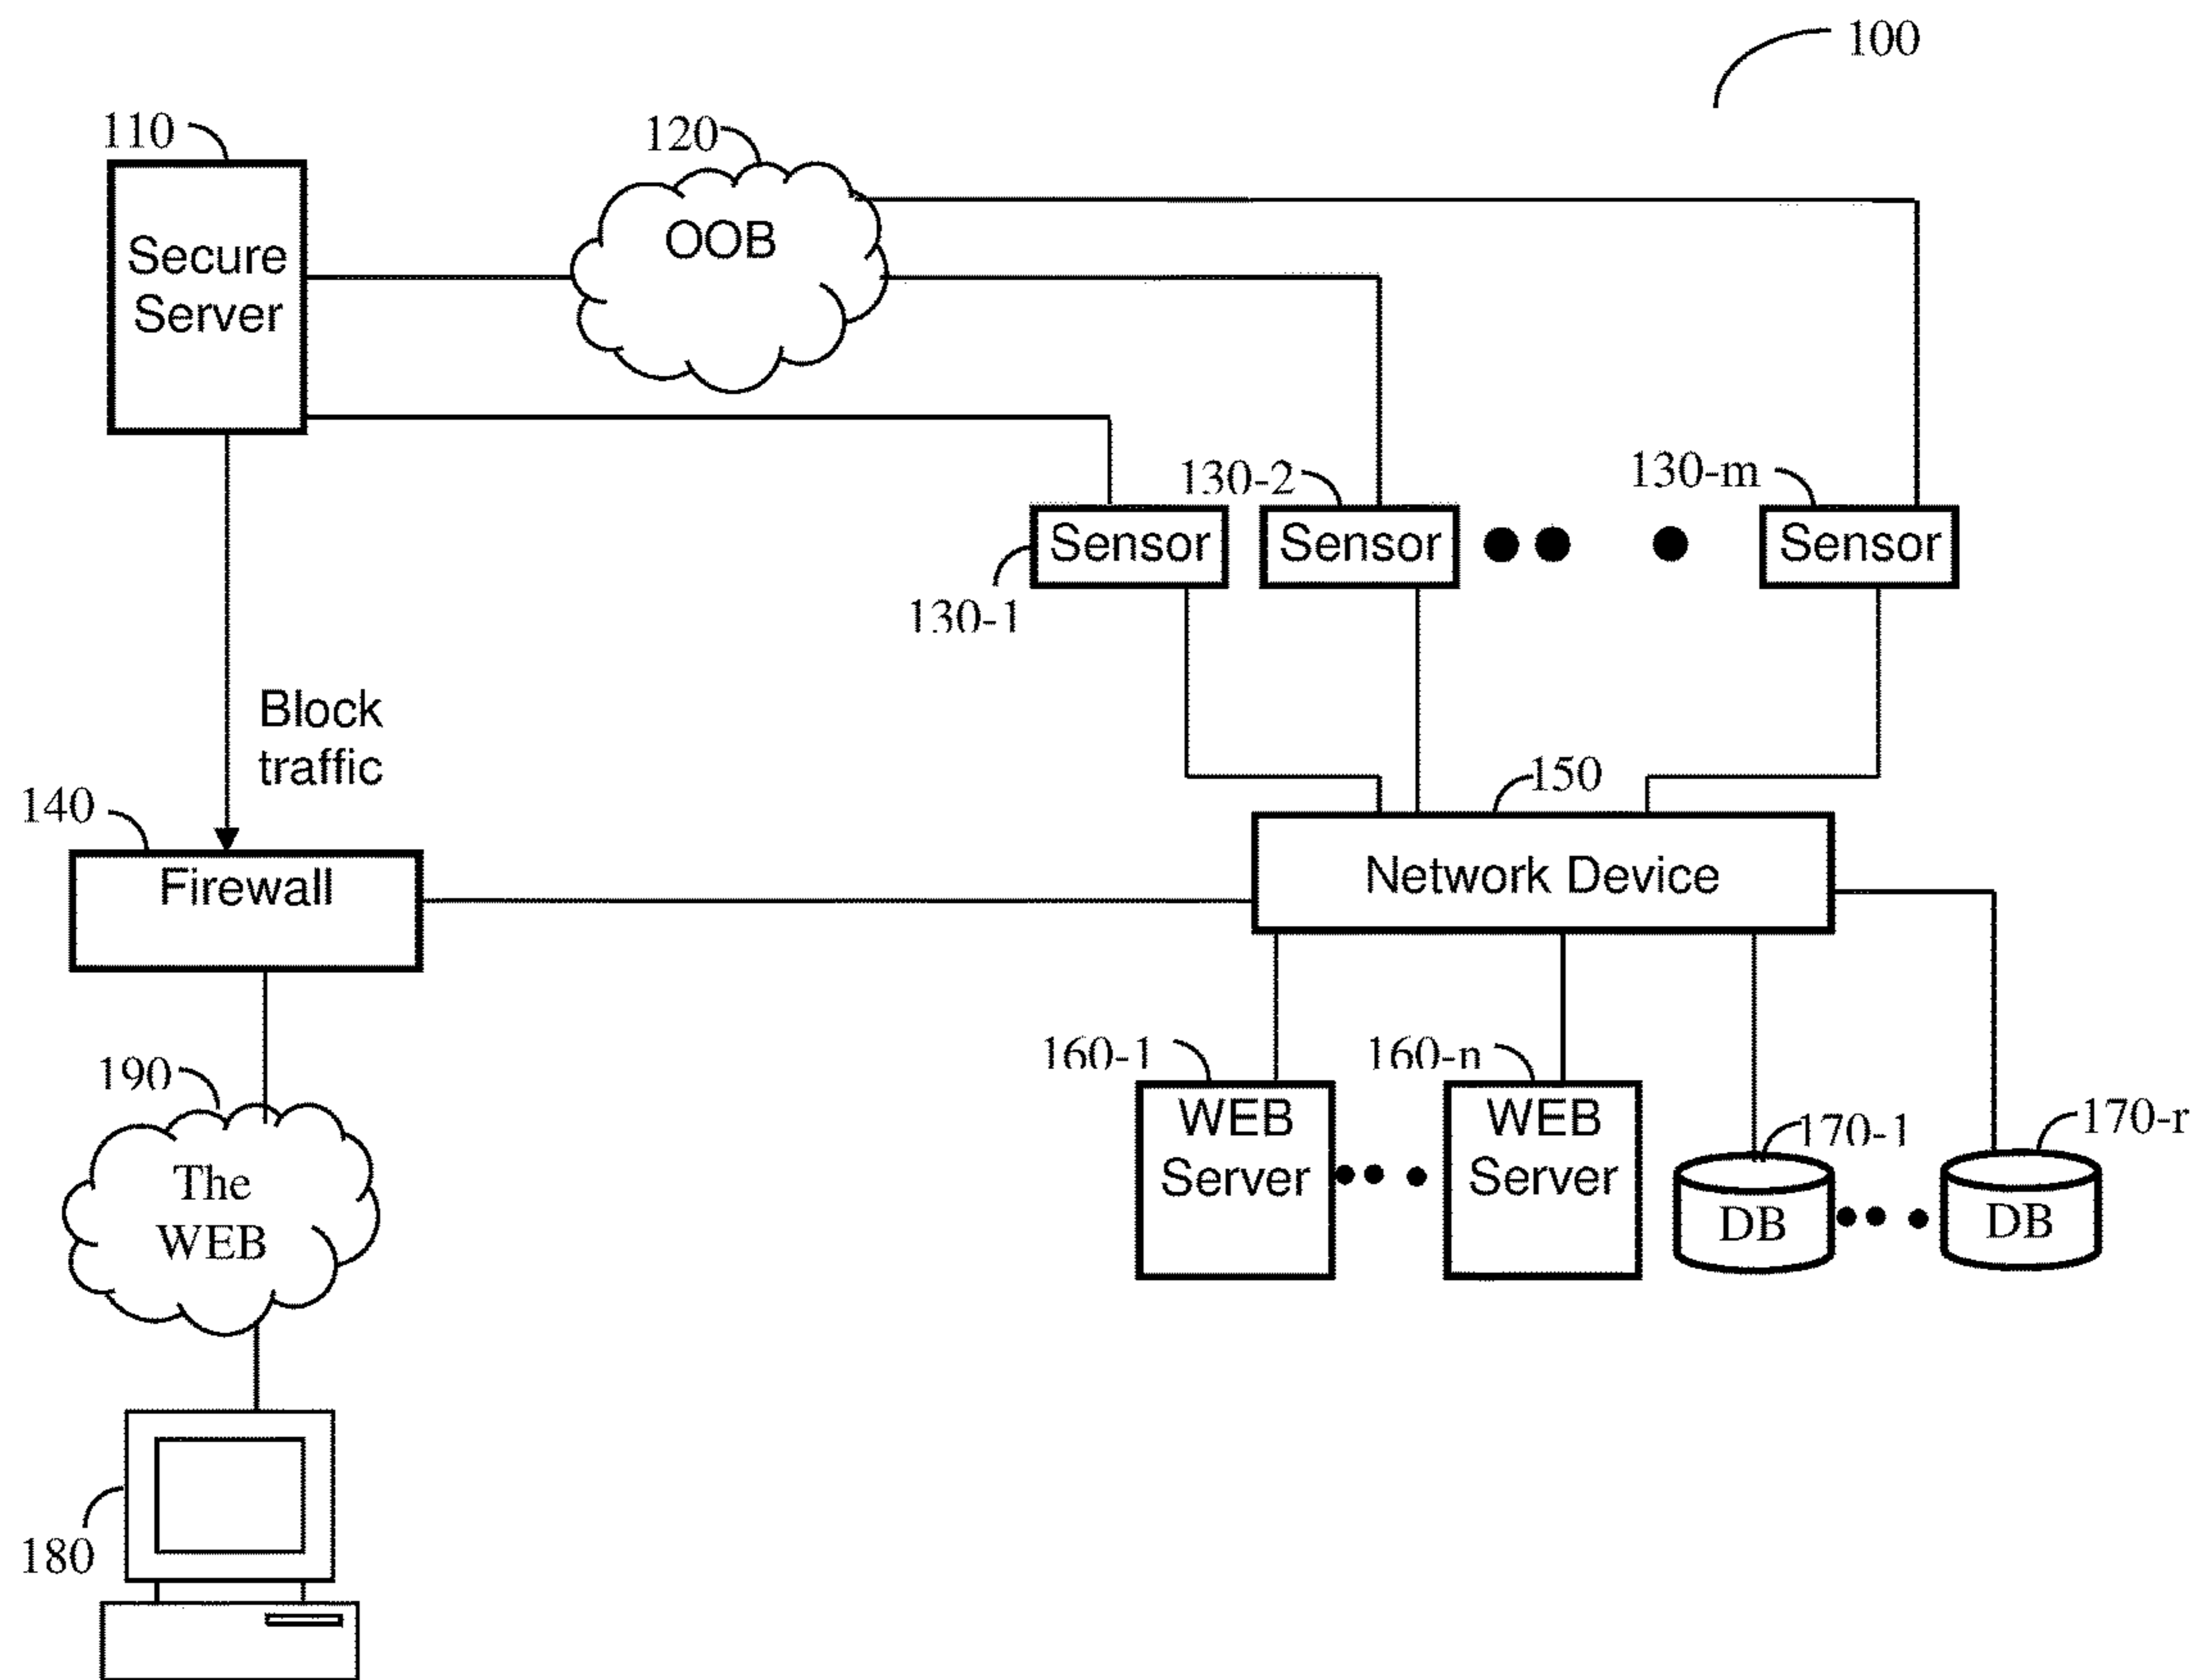 100
110
120
Secure
Server
OOB
130-2
130-m
Sensor
Sensor
Sensor
130-1
Block
traffic
150
140
Firewall
Network Device
190
160-1
160-n
The
WEB
WEB
Server
WEB
Server
170-1
170-r
DB
DB
180